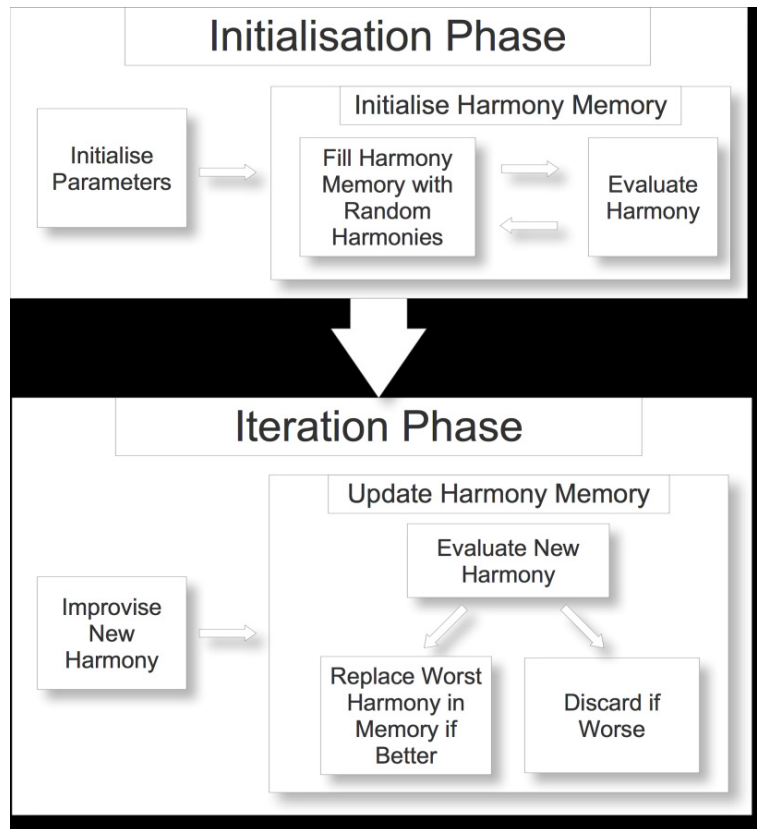 Initialisation Phase
Initialise Harmony Memory
Initialise
Parameters
Fill Harmony
Memory with
Random
Harmonies
Evaluate
Harmony
Iteration Phase
Update Harmony Memory
Evaluate New
Harmony
Improvise
New
Harmony
Replace Worst
Harmony in
Memory if
Better
Discard if
Worse